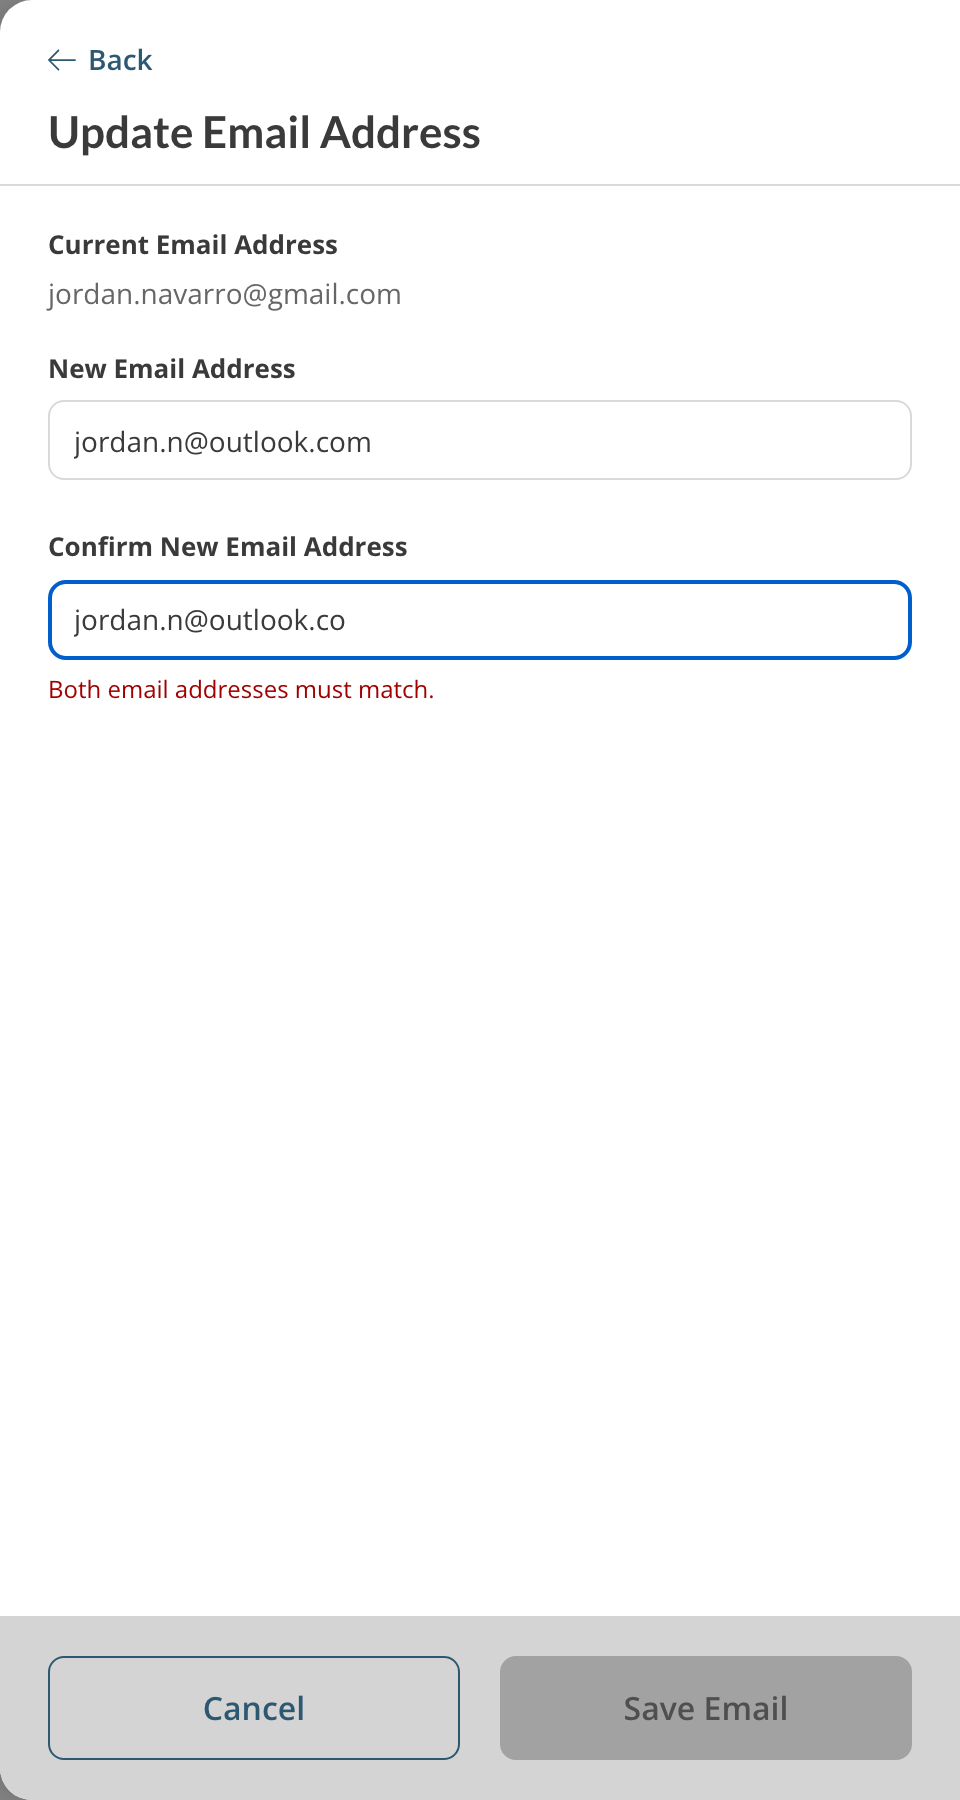 Back
Update Email Address
Current Email Address
jordan.navarro@gmail.com
New Email Address
jordan.n@outlook.com
Confirm New Email Address
jordan.n@outlook.co
Both email addresses must match.
Cancel
Save Email